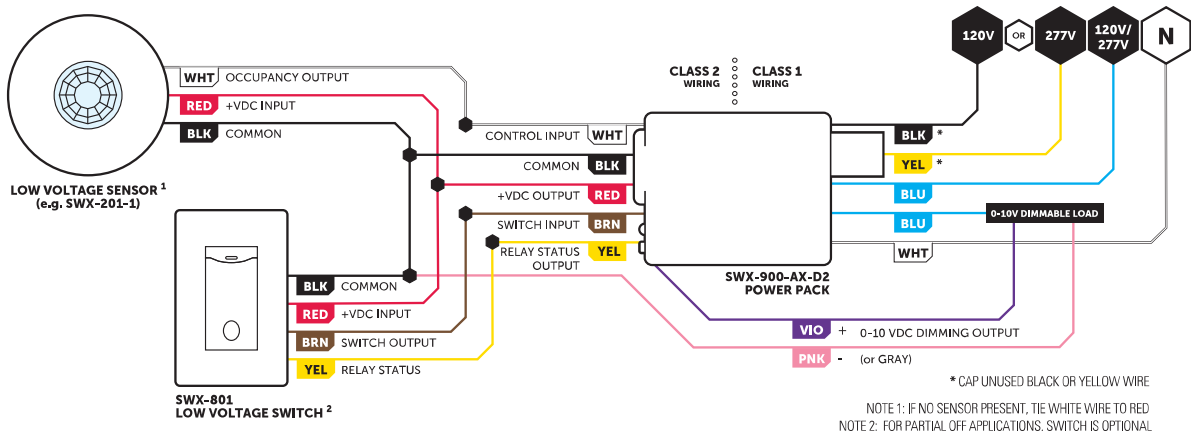 120V
OR
277V
120V/
277V
N
CLASS 2
WIRING
CLASS 1
WIRING
WHT OCCUPANCY OUTPUT
RED +VDC INPUT
BLK COMMON
LOW VOLTAGE SENSOR 1
(e.g. SWX-201-1)
CONTROL INPUT WHT
COMMON BLK
+VDC OUTPUT RED
SWITCH INPUT BRN
RELAY STATUS
OUTPUT
YEL
BLK *
YEL *
BLU
BLU
WHT
0-10V DIMMABLE LOAD
SWX-900-AX-D2
POWER PACK
BLK COMMON
RED +VDC INPUT
BRN SWITCH OUTPUT
YEL RELAY STATUS
SWX-801
LOW VOLTAGE SWITCH 2
VIO + 0-10 VDC DIMMING OUTPUT
PNK - (or GRAY)
* CAP UNUSED BLACK OR YELLOW WIRE
NOTE 1: IF NO SENSOR PRESENT, TIE WHITE WIRE TO RED
NOTE 2: FOR PARTIAL OFF APPLICATIONS, SWITCH IS OPTIONAL